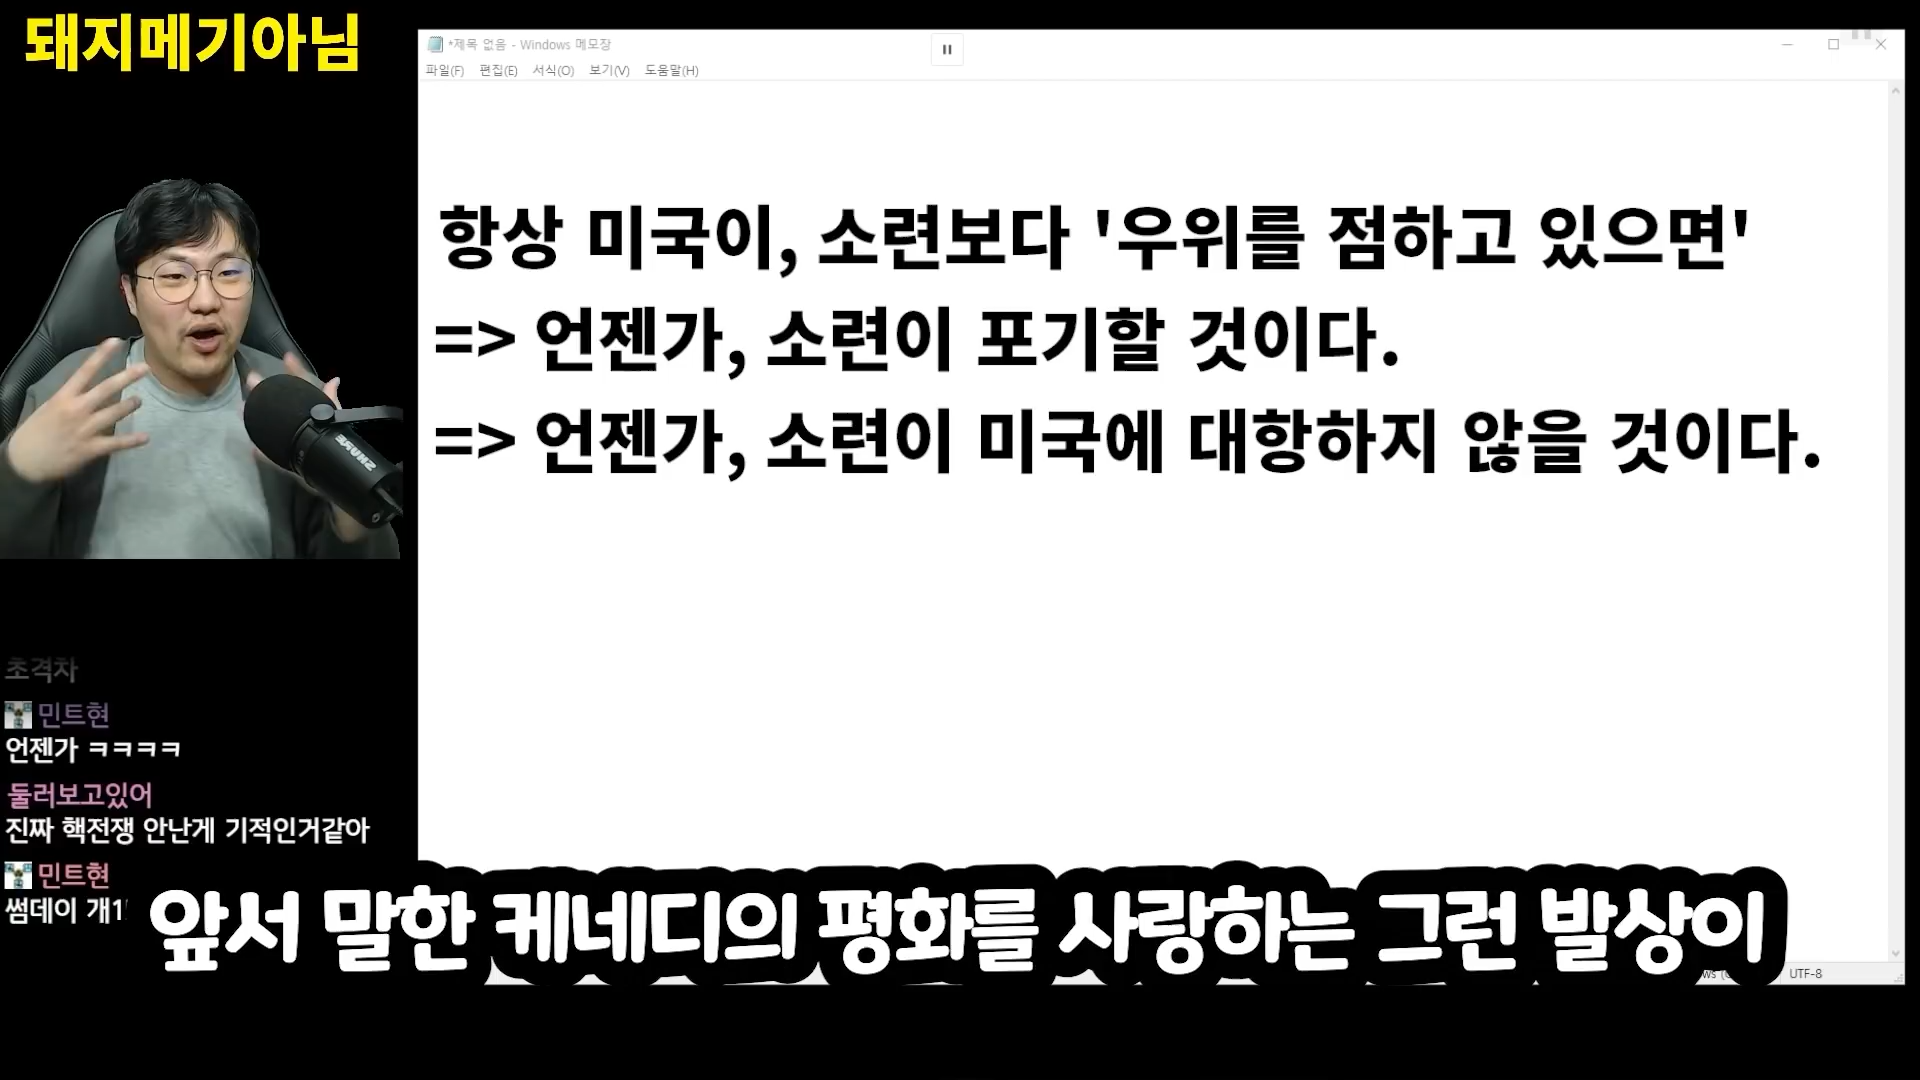 돼지메기아님
*제목 없음 - Windows 메모장
파일(F) 편집(E) 서식(O) 보기(V) 도움말(H)
항상 미국이, 소련보다 '우위를 점하고 있으면'
=> 언젠가, 소련이 포기할 것이다.
=> 언젠가, 소련이 미국에 대항하지 않을 것이다.
SHURE
초격차
민트현
언젠가 ㅋㅋㅋㅋ
둘러보고있어
진짜 핵전쟁 안난게 기적인거같아
민트현
썸데이 개1
앞서 말한 케네디의 평화를 사랑하는 그런 발상이
UTF-8